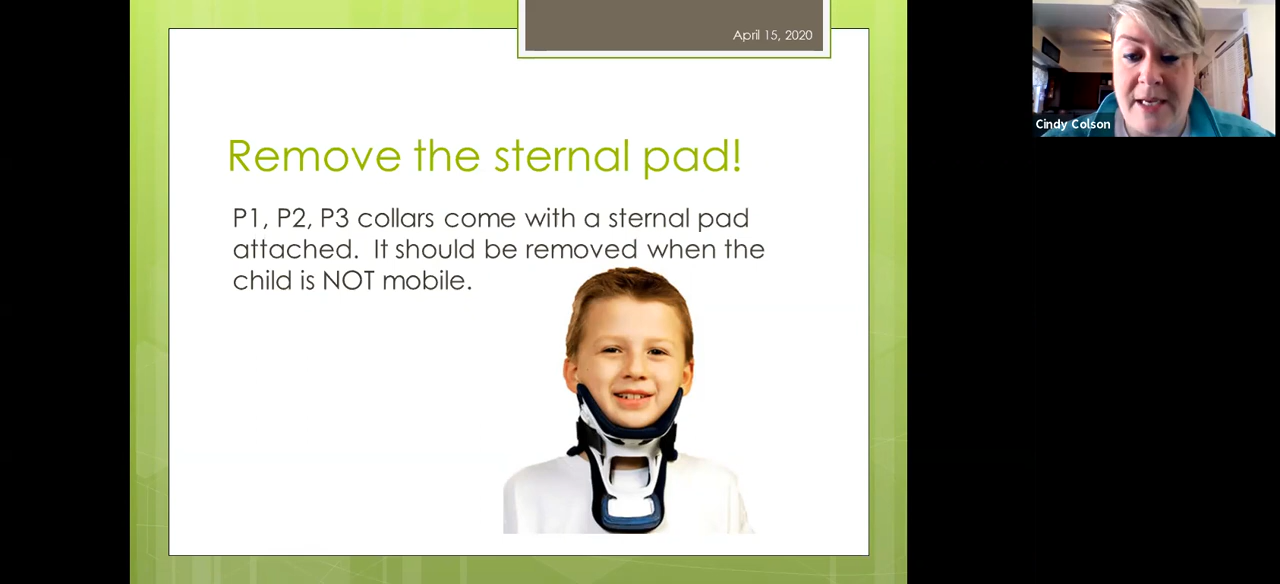 April 15, 2020
Remove the sternal pad!
P1, P2, P3 collars come with a sternal pad
attached.  It should be removed when the
child is NOT mobile.
Cindy Colson